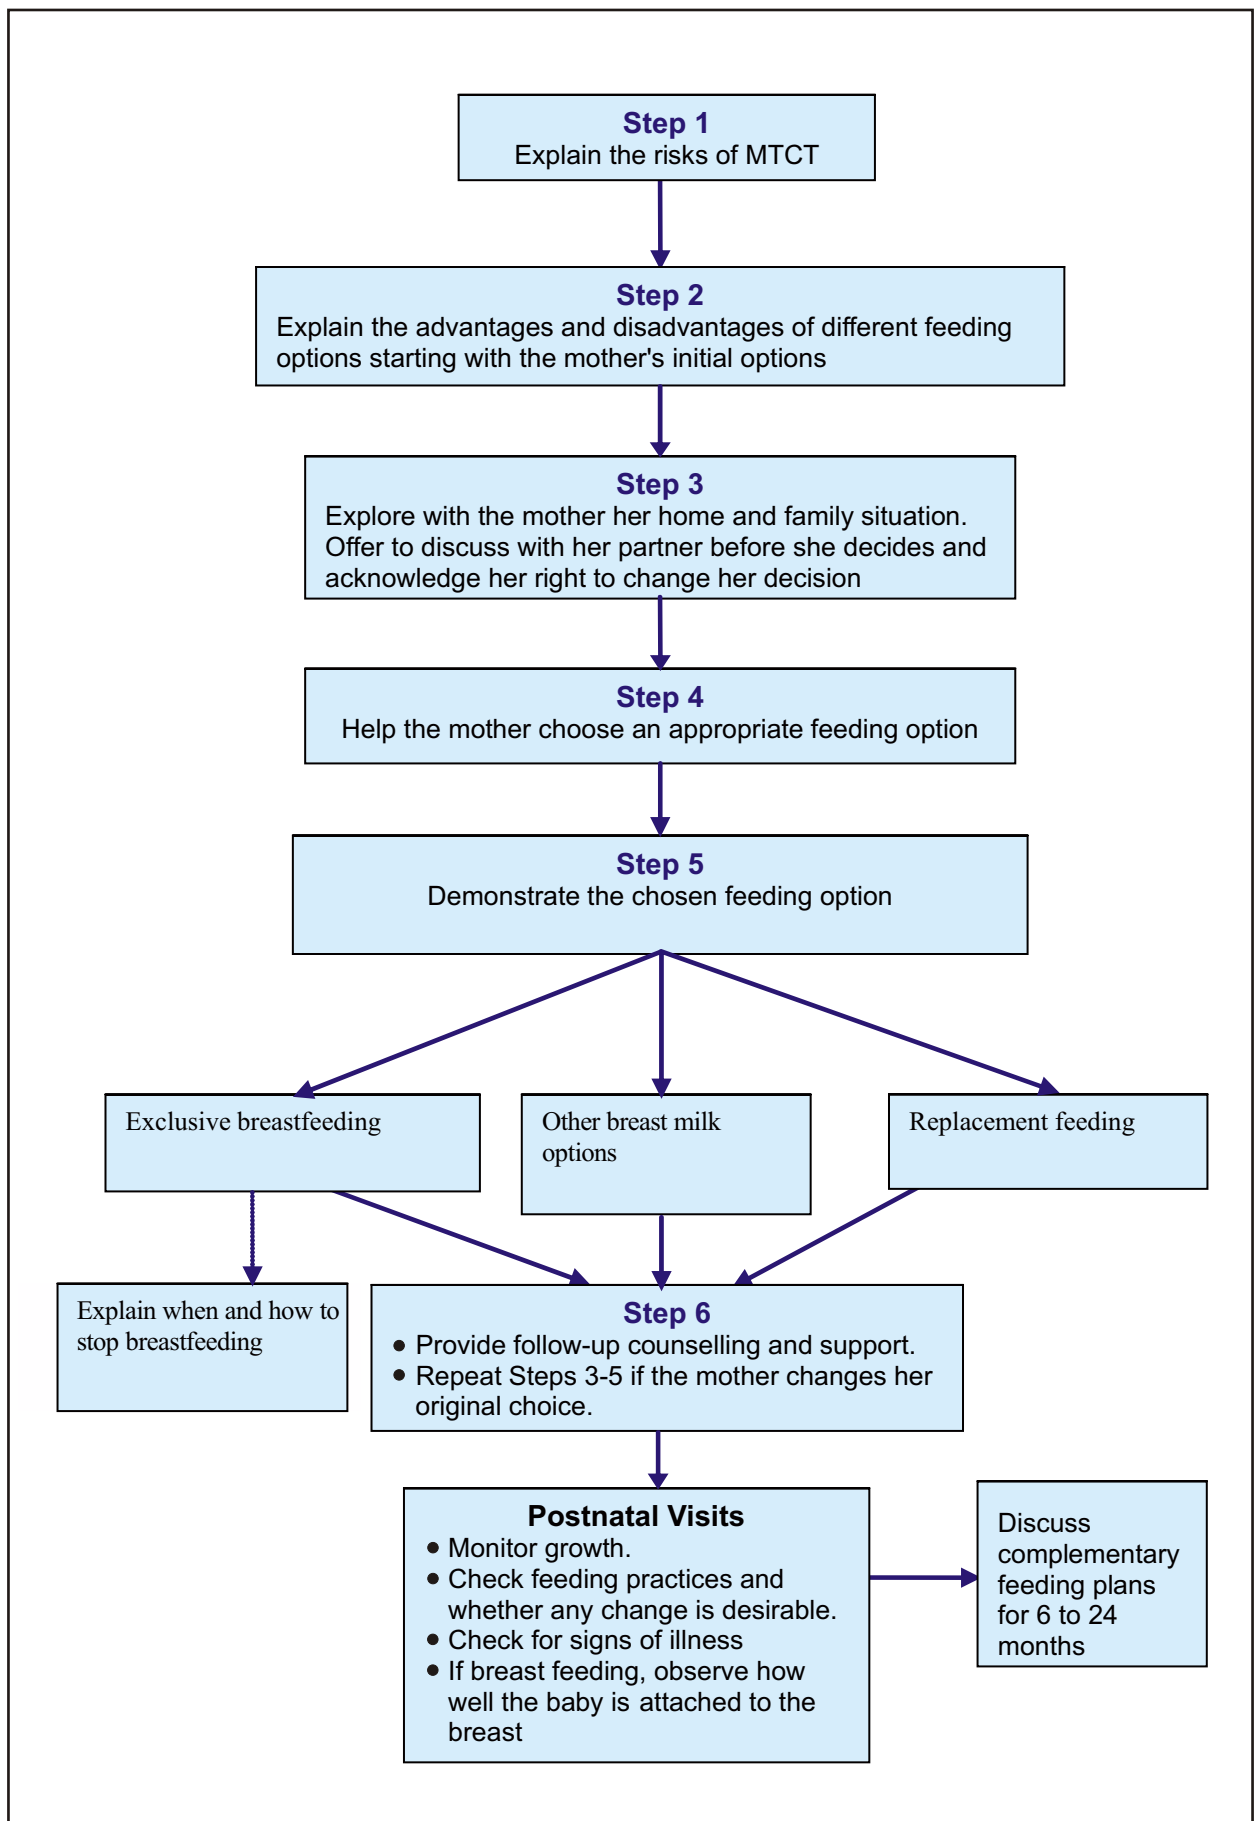 Step 1
Explain the risks of MTCT
Step 2
Explain the advantages and disadvantages of different feeding
options starting with the mother's initial options
Step 3
Explore with the mother her home and family situation.
Offer to discuss with her partner before she decides and
acknowledge her right to change her decision
Step 4
Help the mother choose an appropriate feeding option
Step 5
Demonstrate the chosen feeding option
Exclusive breastfeeding
Other breast milk
options
Replacement feeding
Explain when and how to
stop breastfeeding
Step 6
• Provide follow-up counselling and support.
• Repeat Steps 3-5 if the mother changes her
original choice.
Postnatal Visits
• Monitor growth.
• Check feeding practices and
whether any change is desirable.
• Check for signs of illness
• If breast feeding, observe how
well the baby is attached to the
breast
Discuss
complementary
feeding plans
for 6 to 24
months